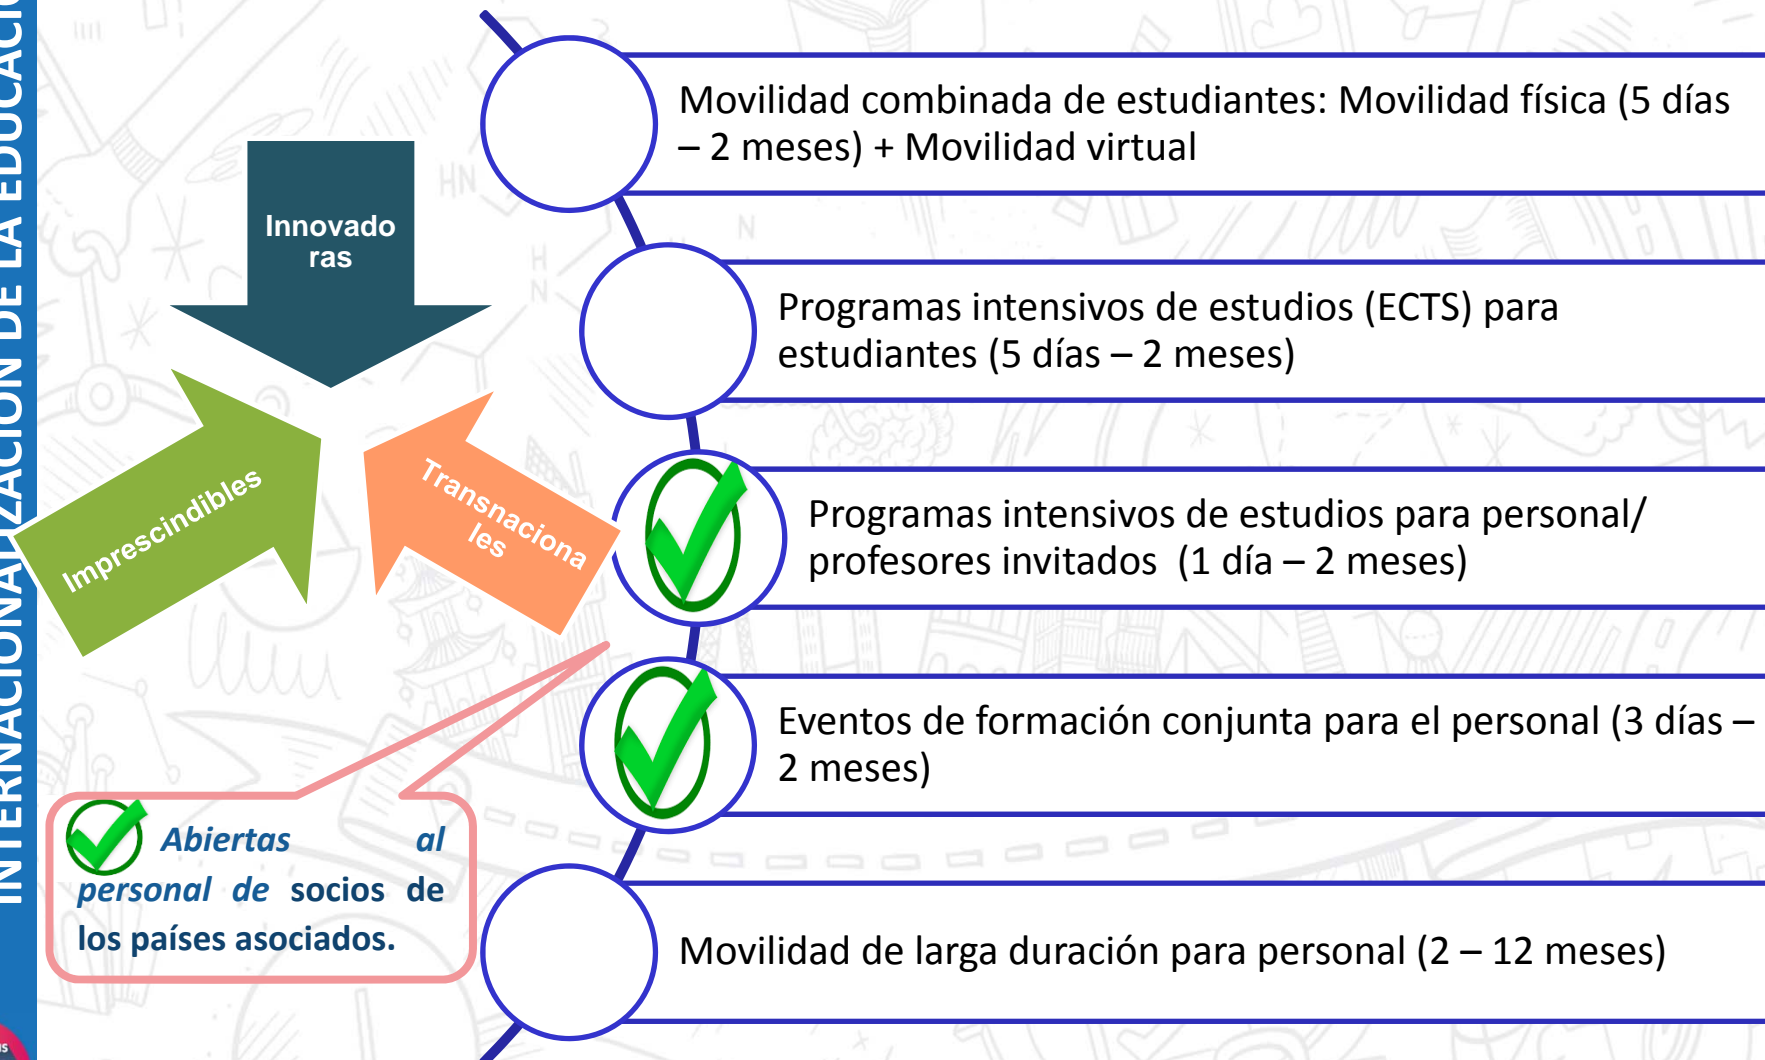 INTERNACIONALIZACIÓN DE LA
Innovado
ras
Imprescindibles
Transnaciona
les
Movilidad combinada de estudiantes: Movilidad física (5 días
– 2 meses) + Movilidad virtual
Programas intensivos de estudios (ECTS) para
estudiantes (5 días – 2 meses)
Programas intensivos de estudios para personal/
profesores invitados (1 día – 2 meses)
Eventos de formación conjunta para el personal (3 días –
2 meses)
Movilidad de larga duración para personal (2 – 12 meses)
Abiertas al
personal de socios de
los países asociados.
HN
N
H
N